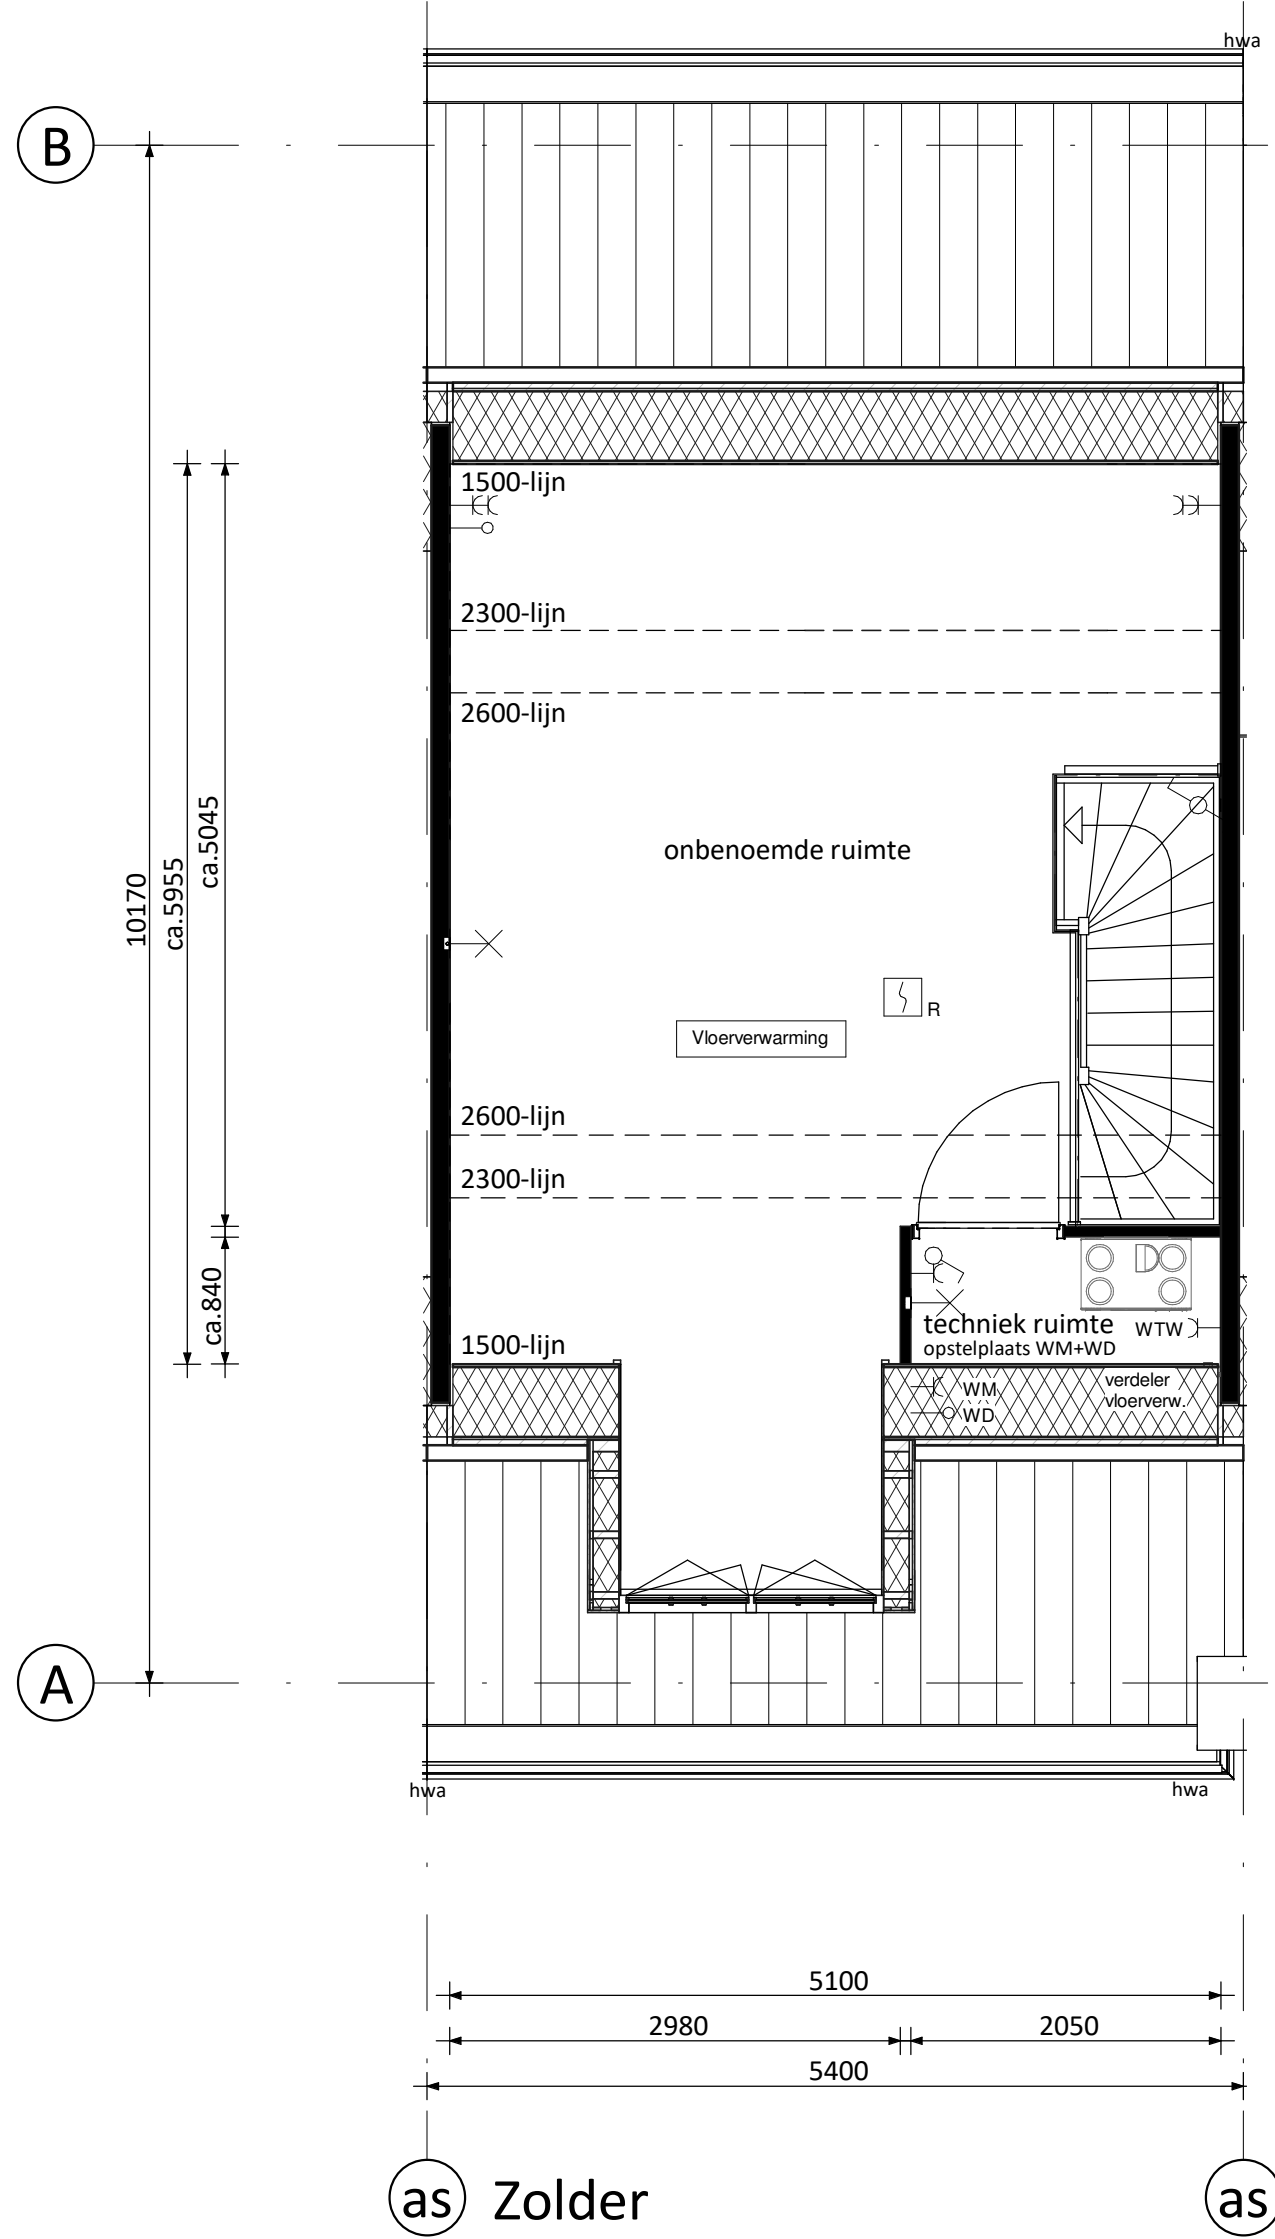 hwa
B
1500-lijn
2300-lijn
2600-lijn
10170
ca.5955
ca.5045
onbenoemde ruimte
R
Vloerverwarming
2600-lijn
2300-lijn
ca.840
1500-lijn
techniek ruimte
WTW
opstelplaats WM+WD
WM
WD
verdeler
vloerverw.
A
hwa
hwa
5100
2980
2050
5400
as
Zolder
as